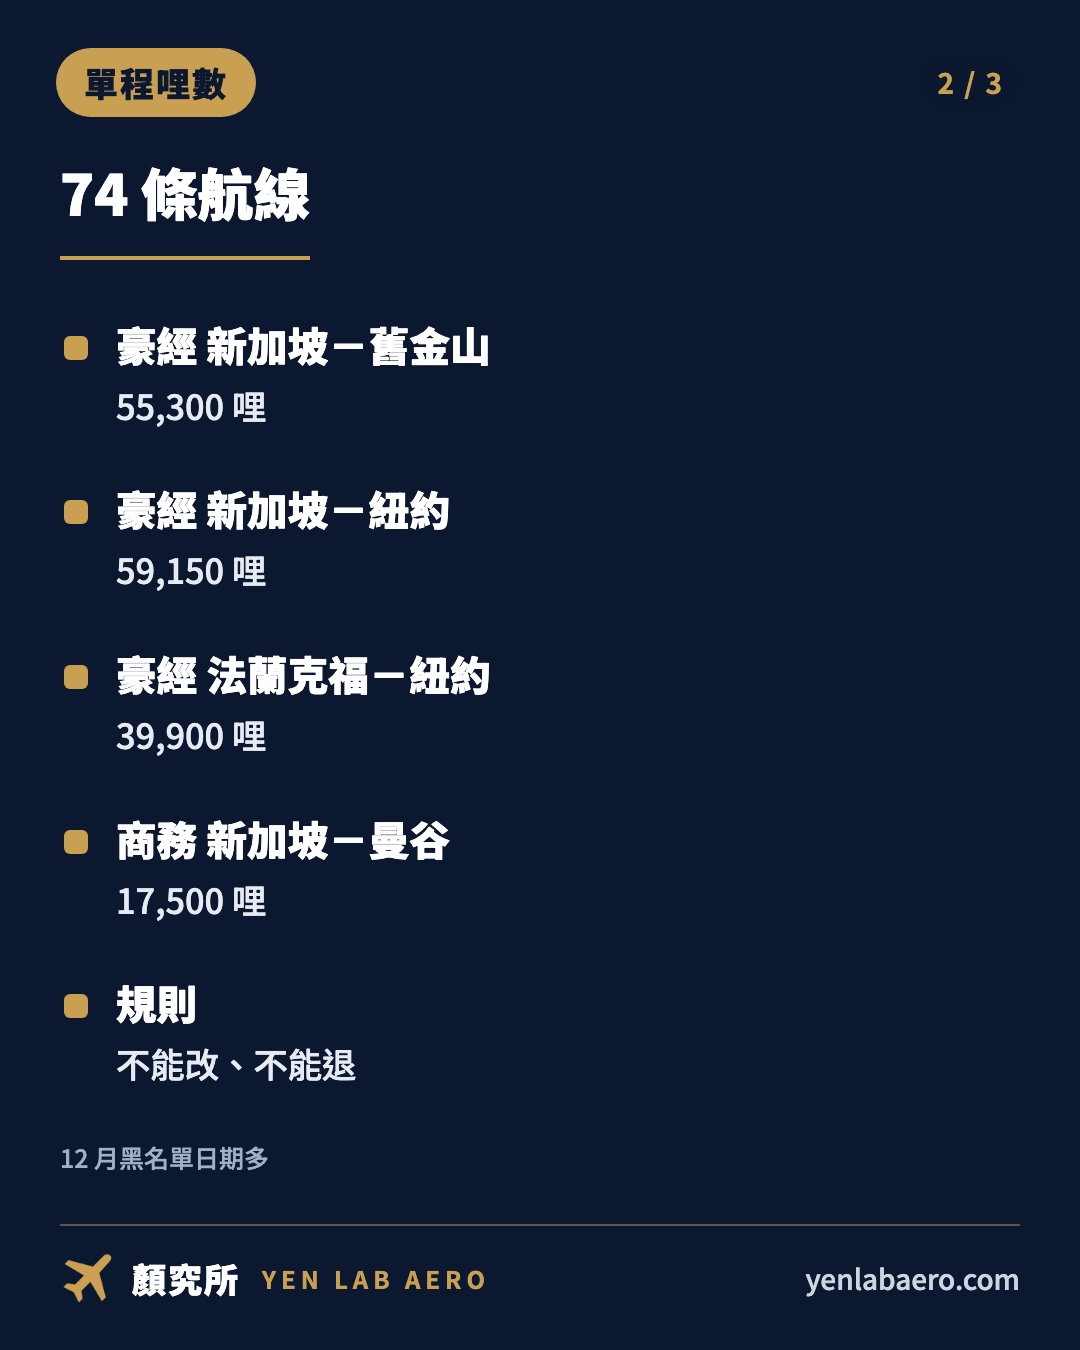 單程哩數
2 / 3
74 條航線
豪經 新加坡－舊金山
55,300 哩
豪經 新加坡－紐約
59,150 哩
豪經 法蘭克福－紐約
39,900 哩
商務 新加坡－曼谷
17,500 哩
規則
不能改、不能退
12 月黑名單日期多
顏究所 YEN LAB AERO
yenlabaero.com